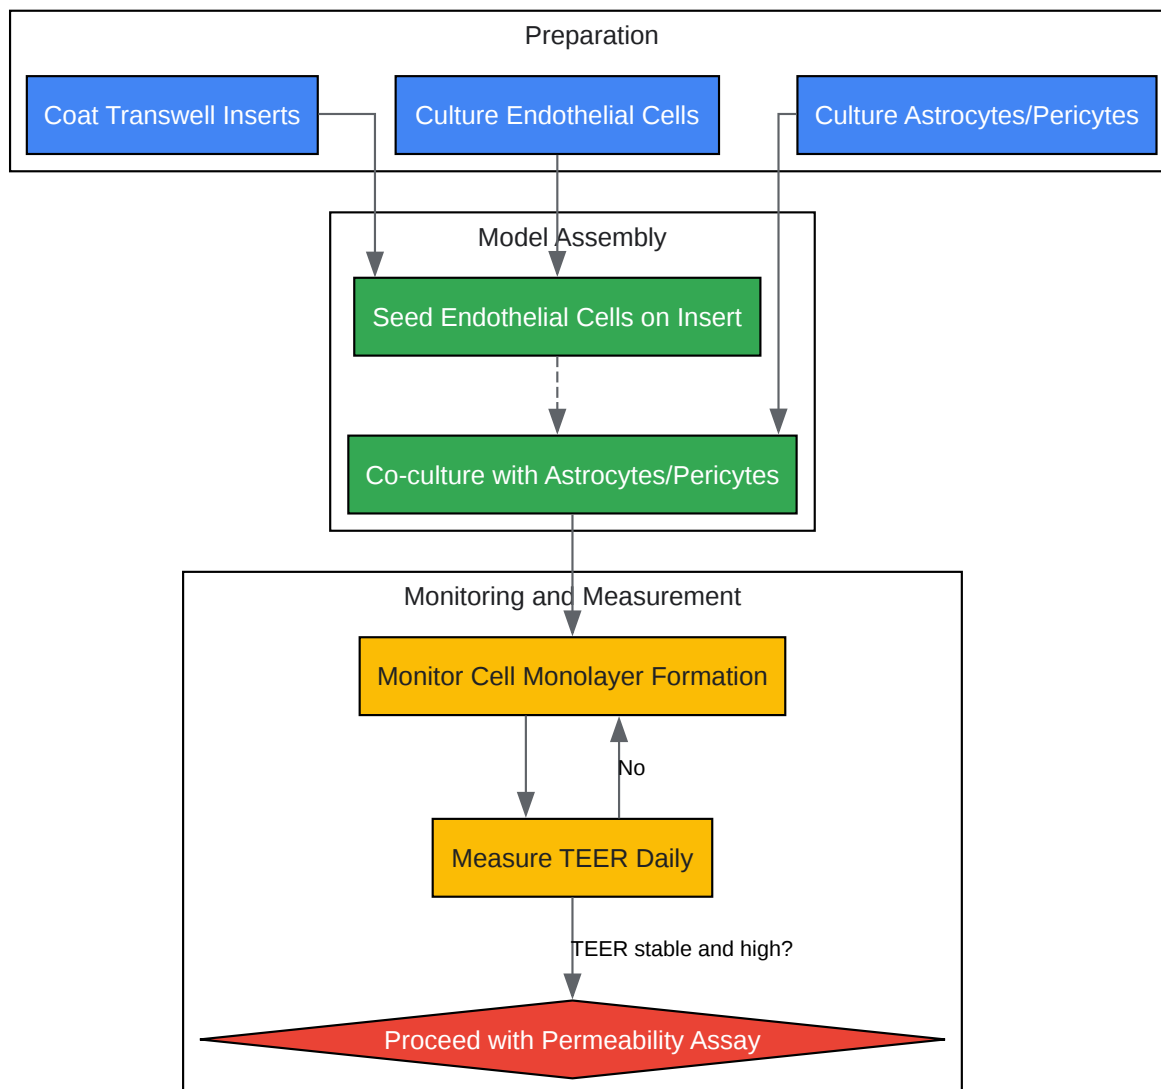 Preparation
Coat Transwell Inserts
Culture Endothelial Cells
Culture Astrocytes/Pericytes
Model Assembly
Seed Endothelial Cells on Insert
Co-culture with Astrocytes/Pericytes
Monitoring and Measurement
Monitor Cell Monolayer Formation
No
Measure TEER Daily
TEER stable and high?
Proceed with Permeability Assay